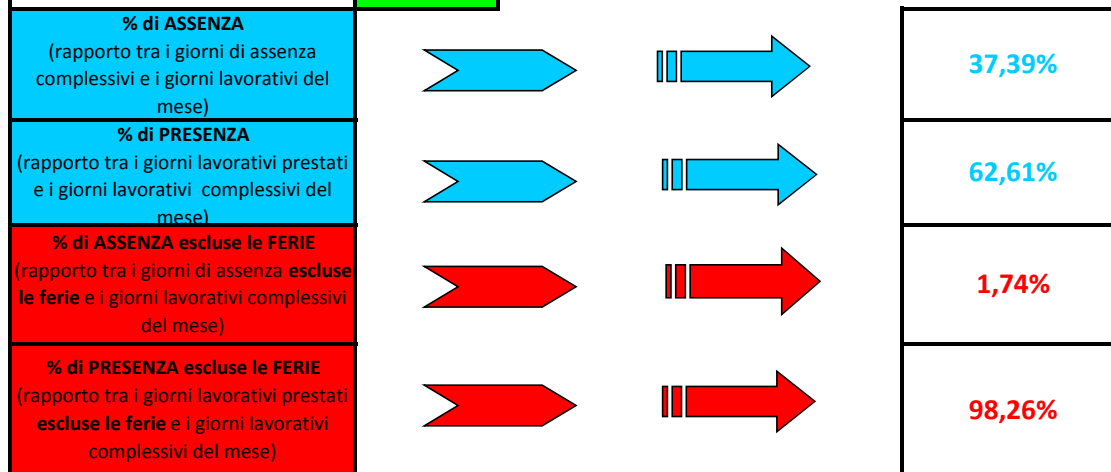 % di ASSENZA
(rapporto tra i giorni di assenza
complessivi e i giorni lavorativi del
mese)
37,39%
% di PRESENZA
(rapporto tra i giorni lavorativi prestati
e i giorni lavorativi complessivi del
mese)
62,61%
% di ASSENZA escluse le FERIE
(rapporto tra i giorni di assenza escluse
le ferie e i giorni lavorativi complessivi
del mese)
1,74%
% di PRESENZA escluse le FERIE
(rapporto tra i giorni lavorativi prestati
escluse le ferie e i giorni lavorativi
complessivi del mese)
98,26%